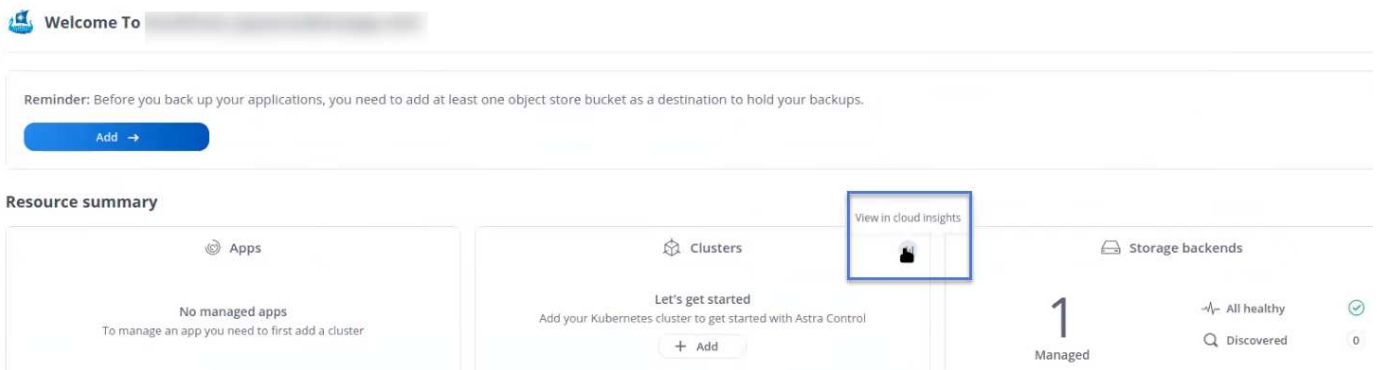 Welcome To
Reminder: Before you back up your applications, you need to add at least one object store bucket as a destination to hold your backups.
Add →
Resource summary
View in cloud insights
Apps
No managed apps
To manage an app you need to first add a cluster
Clusters
Let's get started
Add your Kubernetes cluster to get started with Astra Control
+ Add
Storage backends
1
Managed
All healthy
Discovered
0